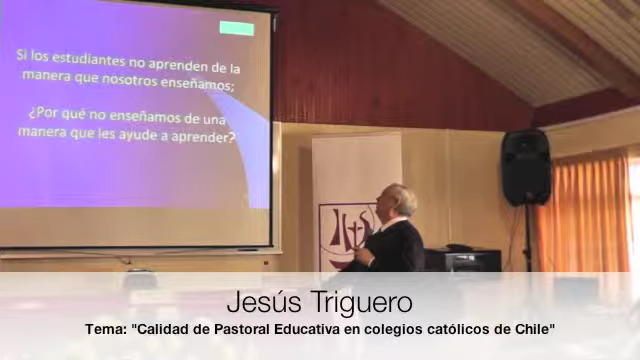 Si los estudiantes no aprenden de la
manera que nosotros enseñamos;
¿Por qué no enseñamos de una
manera que les ayude a aprender?
Jesús Triguero
Tema: "Calidad de Pastoral Educativa en colegios católicos de Chile"